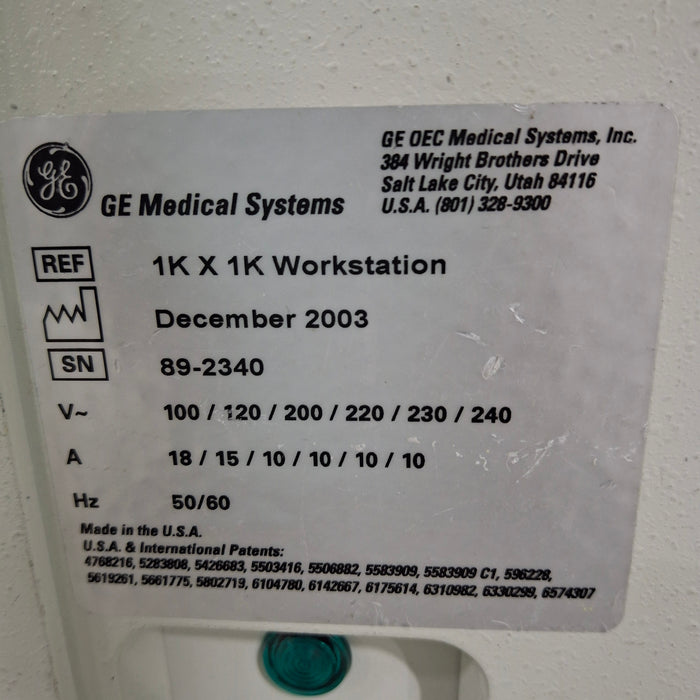 GE OEC Medical Systems, Inc.
384 Wright Brothers Drive
Salt Lake City, Utah 84116
U.S.A. (801) 328-9300
GE
GE Medical Systems
REF 1K X 1K Workstation
December 2003
SN 89-2340
V~ 100 / 120 / 200 / 220 / 230 / 240
A 18 / 15 / 10 / 10 / 10 / 10
Hz 50/60
Made in the U.S.A.
U.S.A. & International Patents:
4768216, 5283808, 5426683, 5503416, 5506882, 5583909, 5583909 C1, 596228,
5619261, 5661775, 5802719, 6104780, 6142667, 6175614, 6310982, 6330299, 6574307